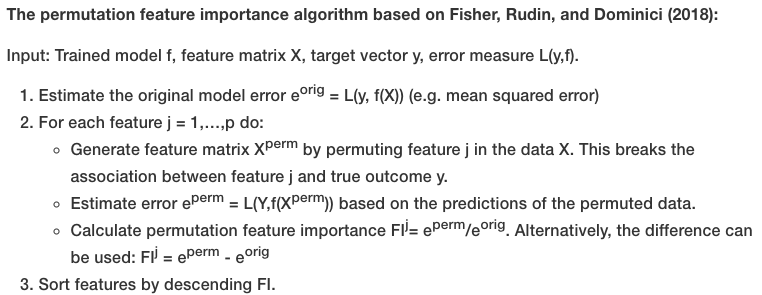 The permutation feature importance algorithm based on Fisher, Rudin, and Dominici (2018):
Input: Trained model f, feature matrix X, target vector y, error measure L(y,f).
1. Estimate the original model error e^orig = L(y, f(X)) (e.g. mean squared error)
2. For each feature j = 1,...,p do:
◦ Generate feature matrix X^perm by permuting feature j in the data X. This breaks the
association between feature j and true outcome y.
◦ Estimate error e^perm = L(Y,f(X^perm)) based on the predictions of the permuted data.
◦ Calculate permutation feature importance FI^j= e^perm/e^orig. Alternatively, the difference can
be used: FI^j = e^perm - e^orig
3. Sort features by descending FI.